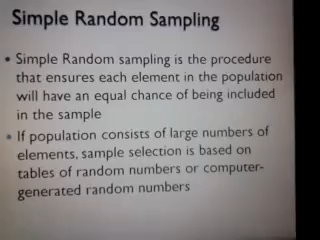 Simple Random Sampling
• Simple Random sampling is the procedure
that ensures each element in the population
will have an equal chance of being included
in the sample
• If population consists of large numbers of
elements, sample selection is based on
tables of random numbers or computer-
generated random numbers